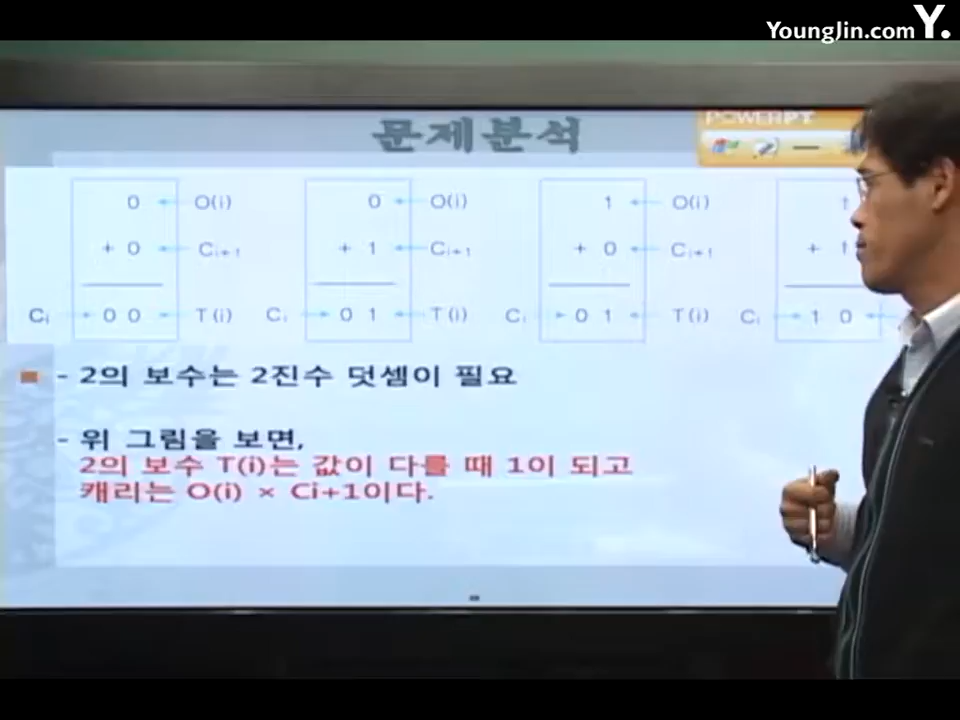 YoungJin.com Y.
문제분석
POWERPT
0 O(i) 0 O(i) 1 O(i) 1
+ 0 Ci+1 + 1 Ci+1 + 0 Ci+1 + 1
Ci 0 0 T(i) Ci 0 1 T(i) Ci 0 1 T(i) Ci 1 0
- 2의 보수는 2진수 덧셈이 필요
- 위 그림을 보면,
2의 보수 T(i)는 값이 다를 때 1이 되고
캐리는 O(i) × Ci+1이다.